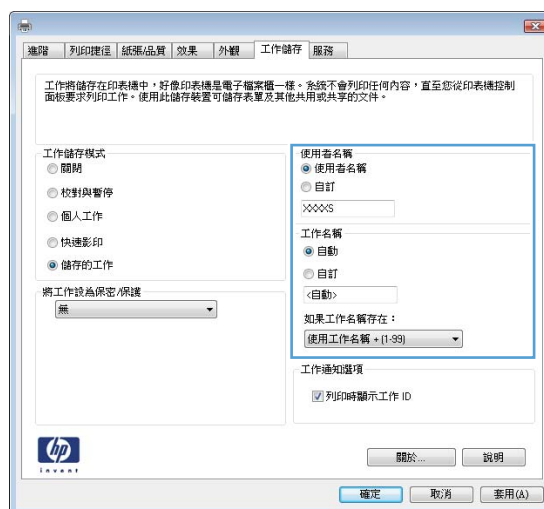 進階 列印捷徑 紙張/品質 效果 外觀 工作儲存 服務
工作將儲存在印表機中，好像印表機是電子檔案櫃一樣。系統不會列印任何內容，直至您從印表機控制
面板要求列印工作。使用此儲存裝置可儲存表單及其他共用或共享的文件。
工作儲存模式
關閉
校對與暫停
個人工作
快速影印
儲存的工作
將工作設為保密/保護
無
使用者名稱
使用者名稱
自訂
XXXXS
工作名稱
自動
自訂
<自動>
如果工作名稱存在：
使用工作名稱 + (1-99)
工作通知選項
列印時顯示工作 ID
hp
invent
關於... 說明
確定 取消 套用(A)